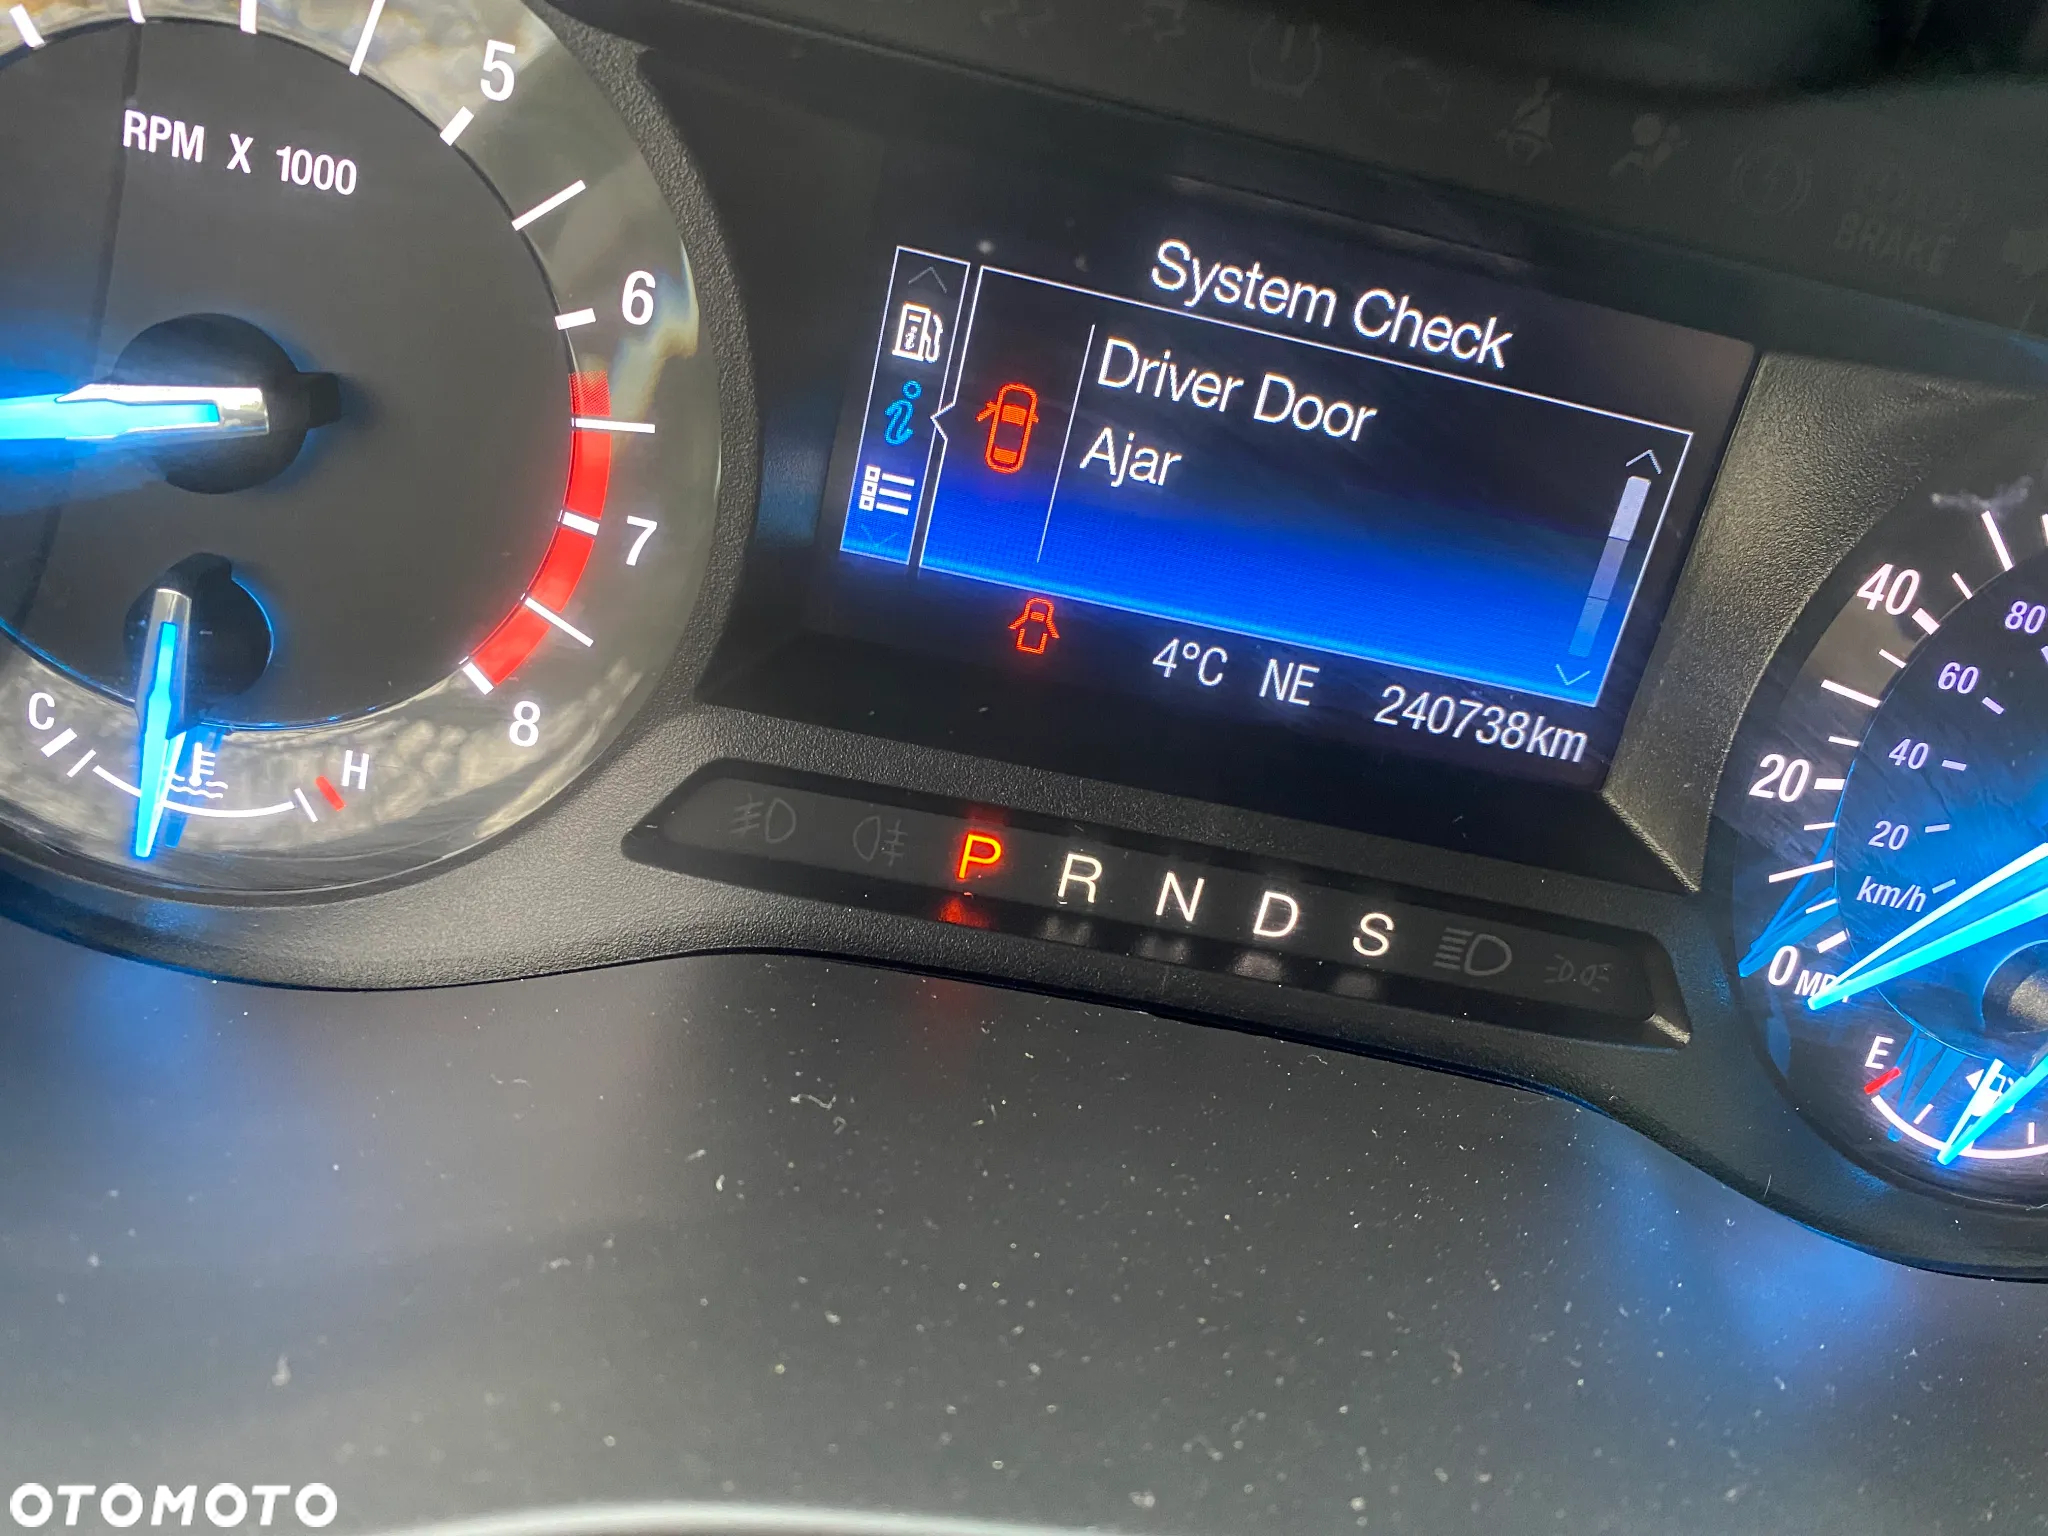 5
RPM X 1000
6
7
8
C
H
System Check
Driver Door
Ajar
4°C NE 240738km
P R N D S
BRAKE
40
80
60
20
40
20
km/h
0
E
OTOMOTO